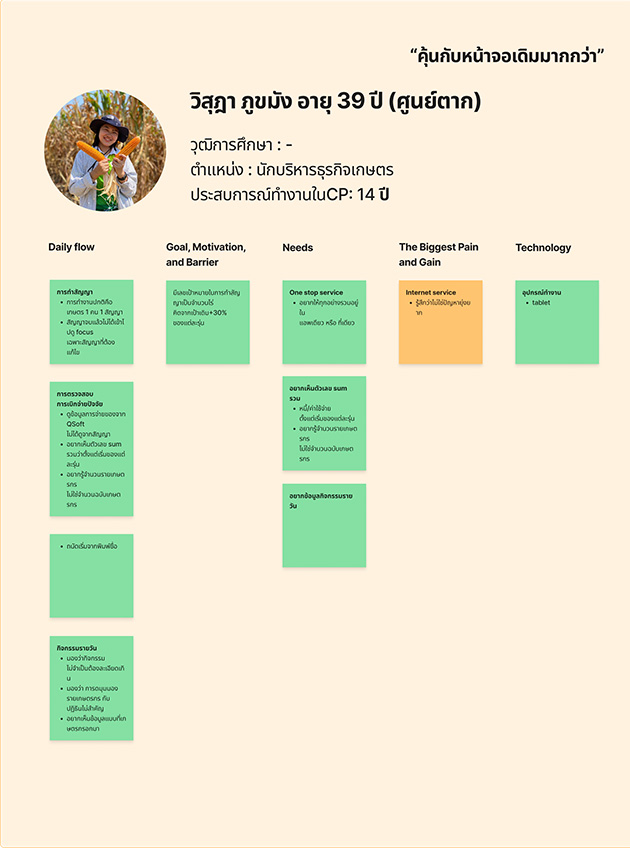 “คุ้นกับหน้าจอเดิมมากกว่า”
วิสุฎา ภูขมัง อายุ 39 ปี (ศูนย์ตาก)
วุฒิการศึกษา : -
ตำแหน่ง : นักบริหารธุรกิจเกษตร
ประสบการณ์ทำงานในCP: 14 ปี
Daily flow
การทำสัญญา
การทำงานปกติคือ
เกษตร 1 คน 1 สัญญา
สัญญาจบแล้วไม่ได้เข้าไ
ปดู focus
เฉพาะสัญญาที่ต้อง
แก้ไข
การตรวจสอบ
การเบิกจ่ายปัจจัย
ดูข้อมูลการจ่ายของจาก
QSoft
ไม่ได้ดูจากสัญญา
อยากเห็นตัวเลข sum
รวมว่าตั้งแต่เริ่มของแต่
ละรุ่น
อยากรู้จำนวนรายเกษต
รกร
ไม่ใช่จำนวนฉบับเกษต
รกร
ถนัดเริ่มจากพิมพ์ชื่อ
กิจกรรมรายวัน
มองว่ากิจกรรม
ไม่จำเป็นต้องละเอียดเกิ
น
มองว่า การดูมุมมอง
รายเกษตรกร กับ
ปฏิทินไม่สำคัญ
อยากเห็นข้อมูลแบบที่เก
ษตรกรอกมา
Goal, Motivation,
and Barrier
มีเลขเป้าหมายในการทำสัญ
ญาเป็นจำนวนไร่
คิดจากเป้าเดิม+30%
ของแต่ละรุ่น
Needs
One stop service
อยากให้ทุกอย่างรวมอยู่
ใน
แอพเดียว หรือ ที่เดียว
อยากเห็นตัวเลข sum
รวม
หนี้/ค่าใช้จ่าย
ตั้งแต่เริ่มของแต่ละรุ่น
อยากรู้จำนวนรายเกษต
รกร
ไม่ใช่จำนวนฉบับเกษต
รกร
อยากข้อมูลกิจกรรมราย
วัน
The Biggest Pain
and Gain
Internet service
รู้สึกว่าไม่ใช่ปัญหายุ่งย
าก
Technology
อุปกรณ์ทำงาน
tablet